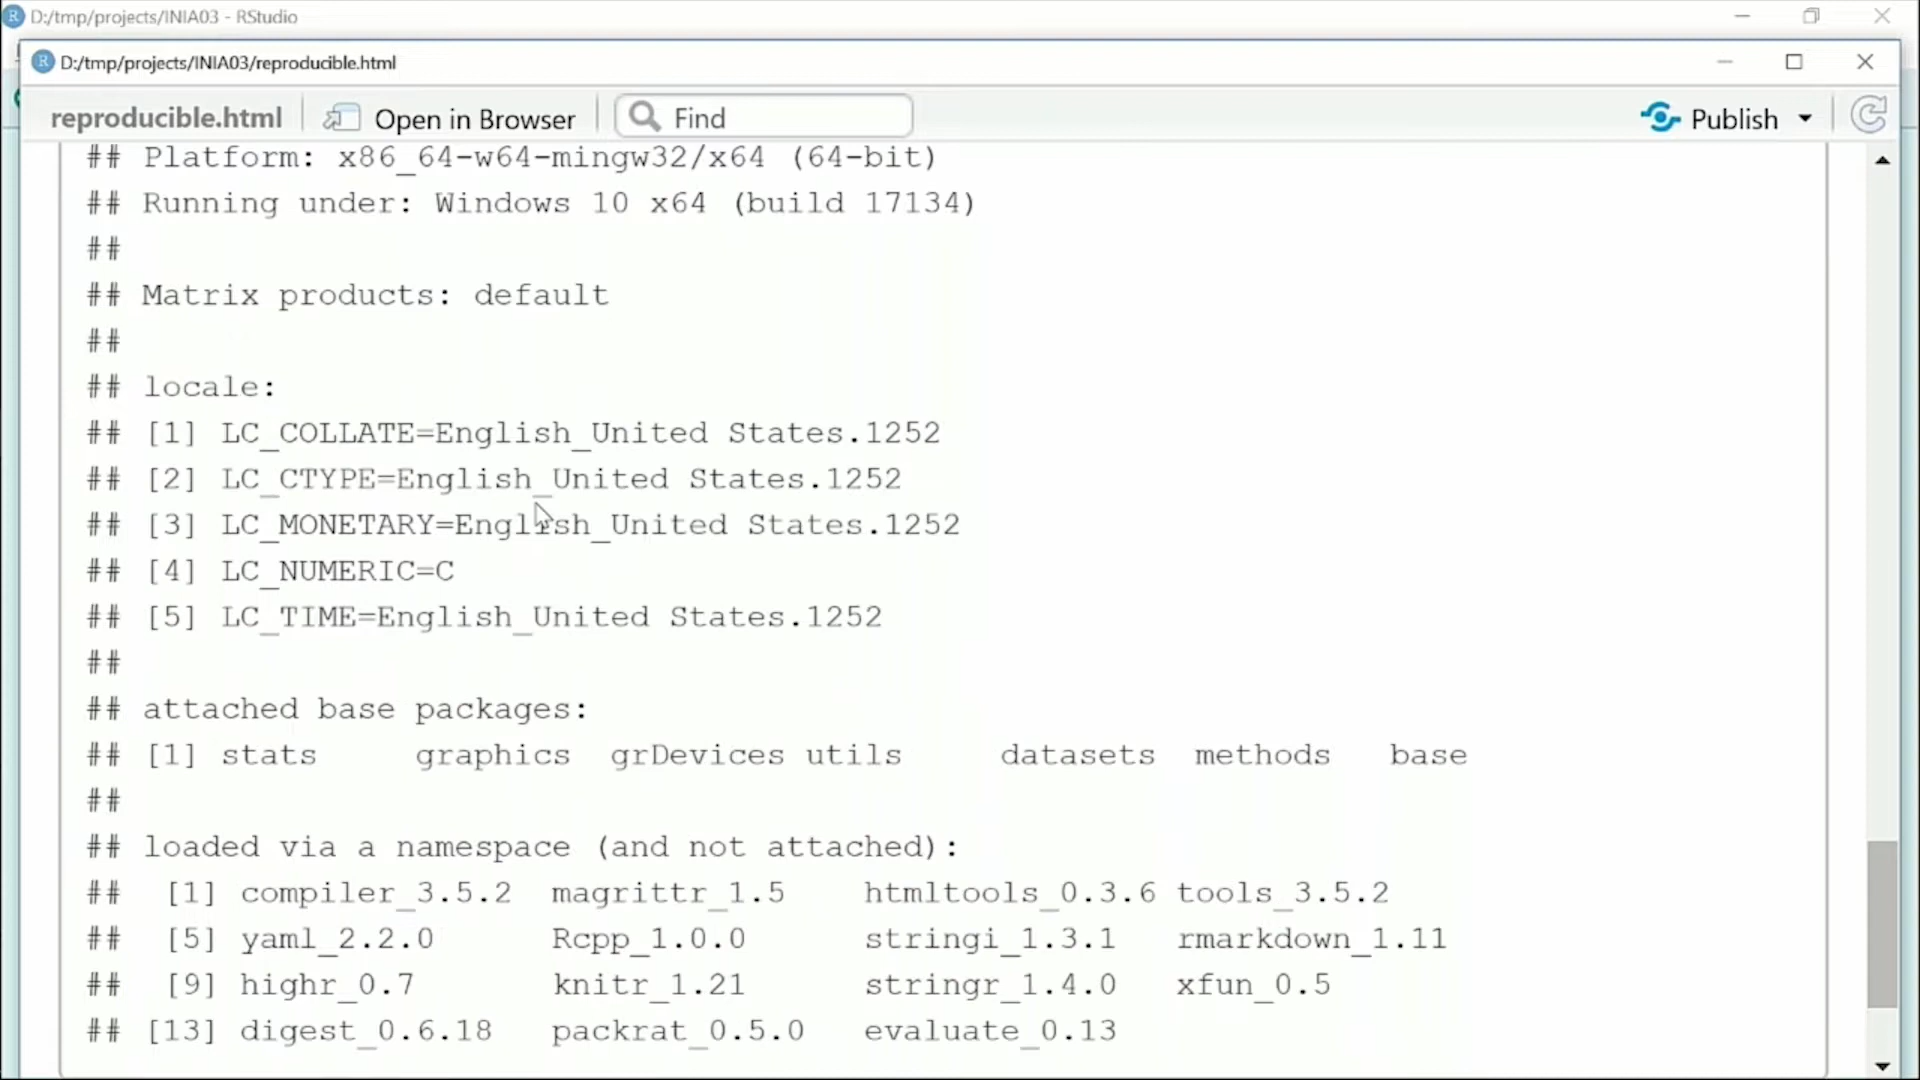 D:/tmp/projects/INIA03 - RStudio
D:/tmp/projects/INIA03/reproducible.html
reproducible.html Open in Browser Find Publish
## Platform: x86_64-w64-mingw32/x64 (64-bit)
## Running under: Windows 10 x64 (build 17134)
##
## Matrix products: default
##
## locale:
## [1] LC_COLLATE=English_United States.1252
## [2] LC_CTYPE=English_United States.1252
## [3] LC_MONETARY=English_United States.1252
## [4] LC_NUMERIC=C
## [5] LC_TIME=English_United States.1252
##
## attached base packages:
## [1] stats     graphics  grDevices utils     datasets  methods   base
##
## loaded via a namespace (and not attached):
##  [1] compiler_3.5.2  magrittr_1.5    htmltools_0.3.6 tools_3.5.2
##  [5] yaml_2.2.0      Rcpp_1.0.0      stringi_1.3.1   rmarkdown_1.11
##  [9] highr_0.7       knitr_1.21      stringr_1.4.0   xfun_0.5
## [13] digest_0.6.18   packrat_0.5.0   evaluate_0.13